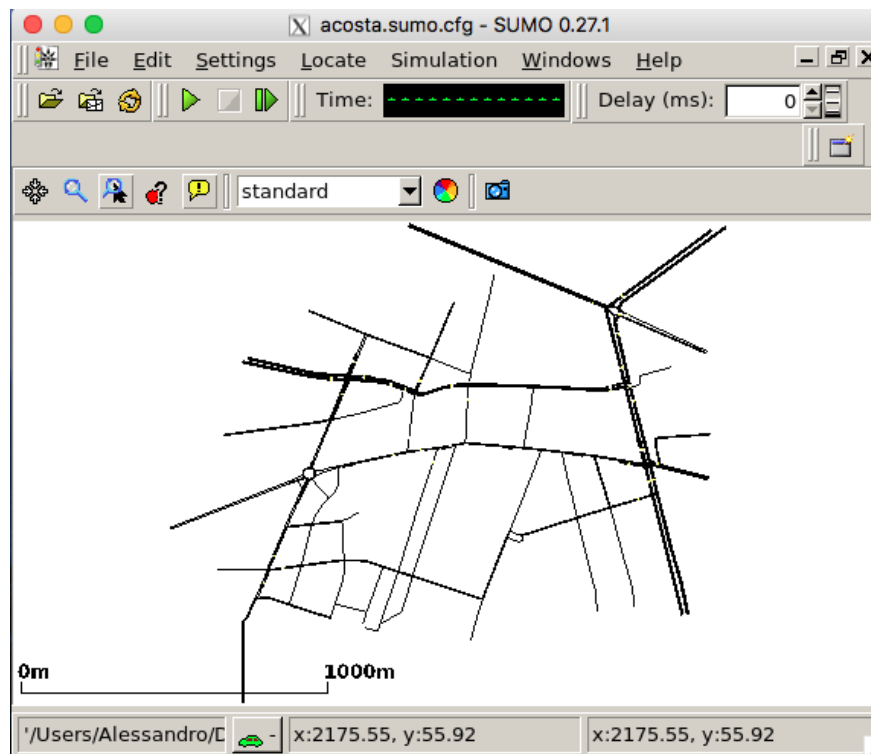 acosta.sumo.cfg - SUMO 0.27.1
File Edit Settings Locate Simulation Windows Help
Time: Delay (ms): 0
standard
0m 1000m
'/Users/Alessandro/D - x:2175.55, y:55.92 x:2175.55, y:55.92